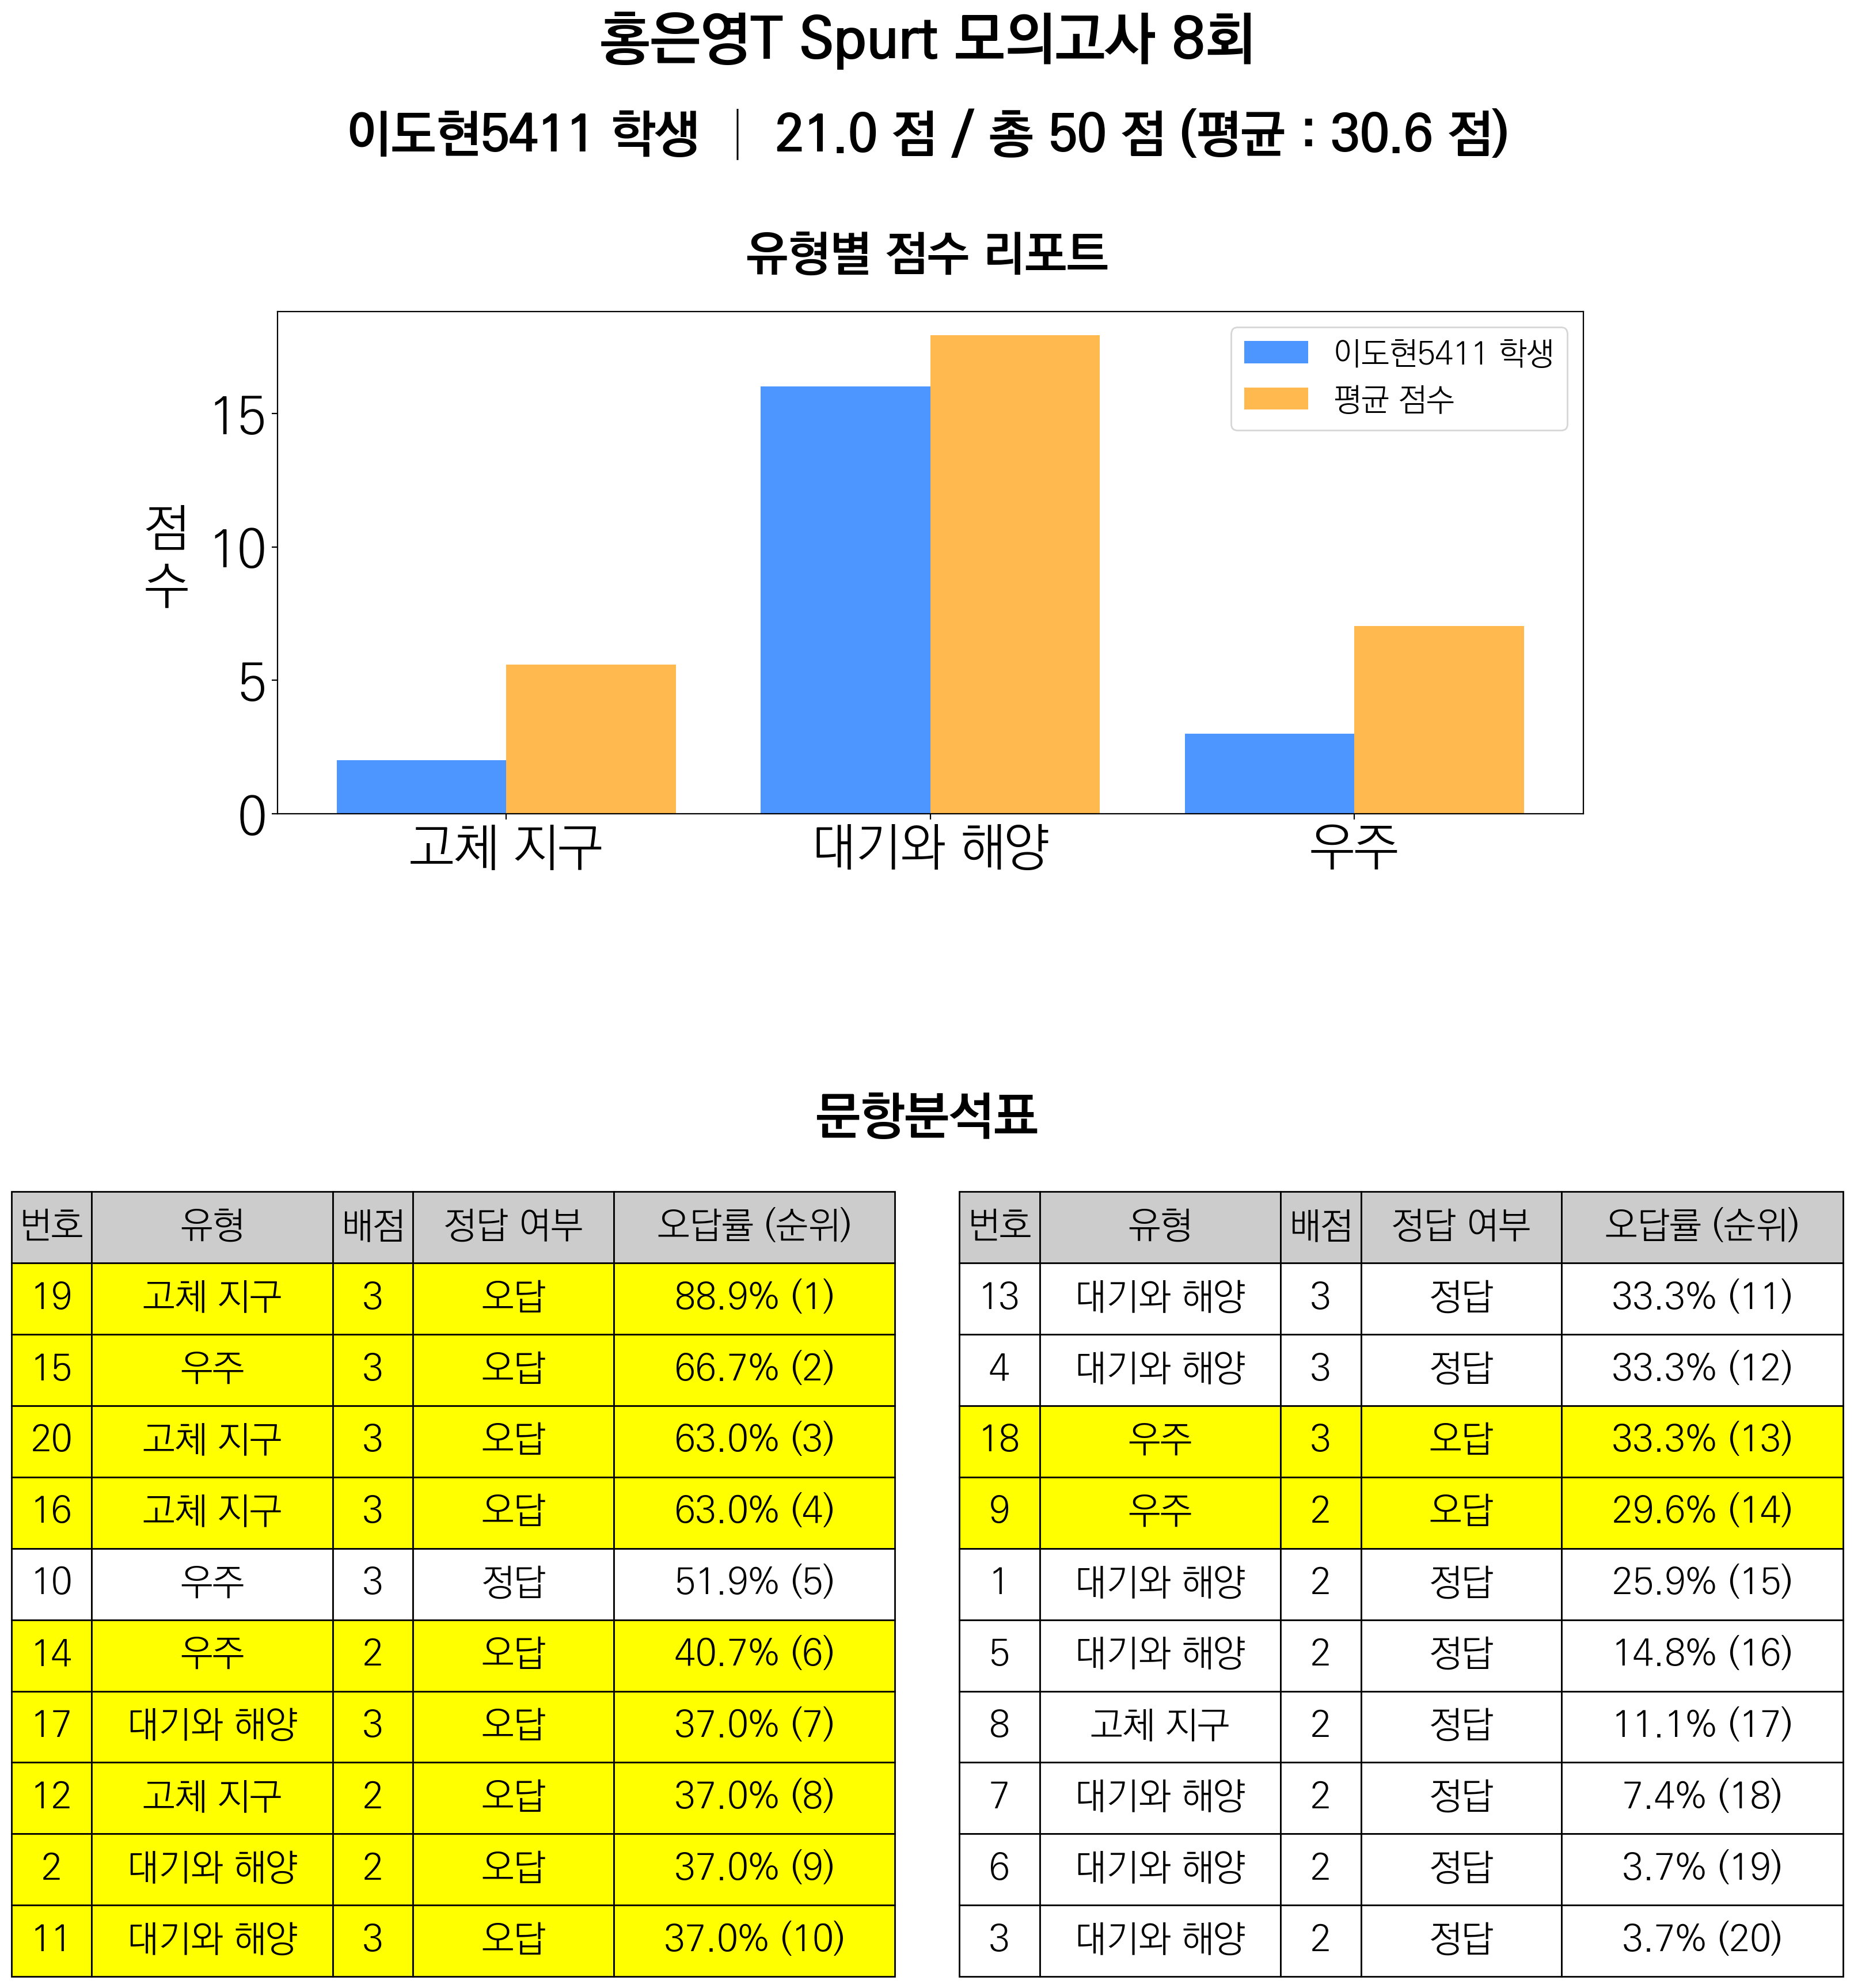 홍은영T Spurt 모의고사 8회
이도현5411 학생 | 21.0 점 / 총 50 점 (평균 : 30.6 점)
유형별 점수 리포트
이도현5411 학생
평균 점수
점수
15
10
5
0
고체 지구 대기와 해양 우주
문항분석표
번호 유형 배점 정답 여부 오답률 (순위)
19 고체 지구 3 오답 88.9% (1)
15 우주 3 오답 66.7% (2)
20 고체 지구 3 오답 63.0% (3)
16 고체 지구 3 오답 63.0% (4)
10 우주 3 정답 51.9% (5)
14 우주 2 오답 40.7% (6)
17 대기와 해양 3 오답 37.0% (7)
12 고체 지구 2 오답 37.0% (8)
2 대기와 해양 2 오답 37.0% (9)
11 대기와 해양 3 오답 37.0% (10)
번호 유형 배점 정답 여부 오답률 (순위)
13 대기와 해양 3 정답 33.3% (11)
4 대기와 해양 3 정답 33.3% (12)
18 우주 3 오답 33.3% (13)
9 우주 2 오답 29.6% (14)
1 대기와 해양 2 정답 25.9% (15)
5 대기와 해양 2 정답 14.8% (16)
8 고체 지구 2 정답 11.1% (17)
7 대기와 해양 2 정답 7.4% (18)
6 대기와 해양 2 정답 3.7% (19)
3 대기와 해양 2 정답 3.7% (20)